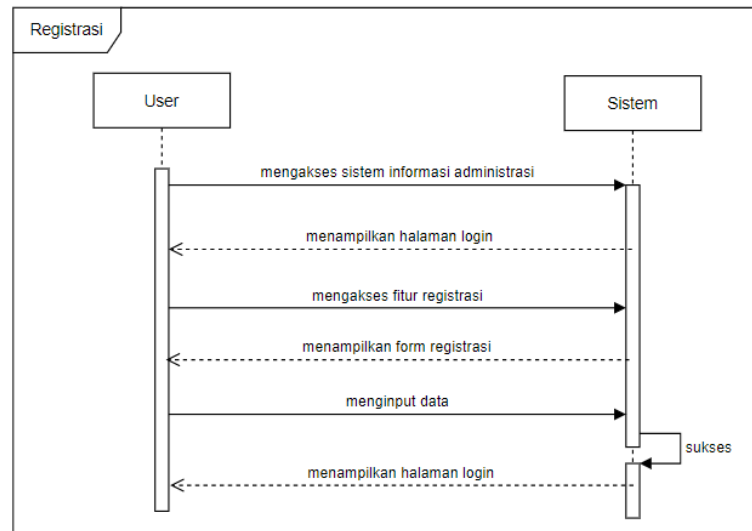 Registrasi
User
Sistem
mengakses sistem informasi administrasi
menampilkan halaman login
mengakses fitur registrasi
menampilkan form registrasi
menginput data
sukses
menampilkan halaman login